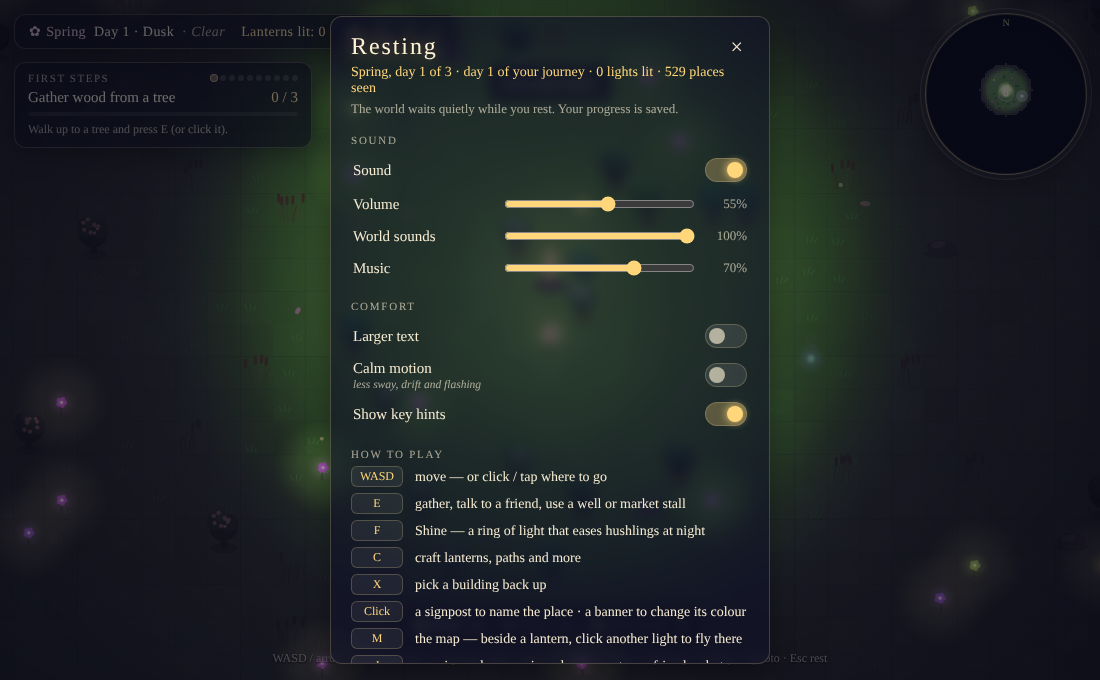 Spring Day 1 · Dusk · Clear Lanterns lit: 0
FIRST STEPS
Gather wood from a tree 0 / 3
Walk up to a tree and press E (or click it).
N
Resting ×
Spring, day 1 of 3 · day 1 of your journey · 0 lights lit · 529 places
seen
The world waits quietly while you rest. Your progress is saved.
SOUND
Sound
Volume 55%
World sounds 100%
Music 70%
COMFORT
Larger text
Calm motion
less sway, drift and flashing
Show key hints
HOW TO PLAY
WASD move — or click / tap where to go
E gather, talk to a friend, use a well or market stall
F Shine — a ring of light that eases hushlings at night
C craft lanterns, paths and more
X pick a building back up
Click a signpost to name the place · a banner to change its colour
M the map — beside a lantern, click another light to fly there
WASD / · Esc rest